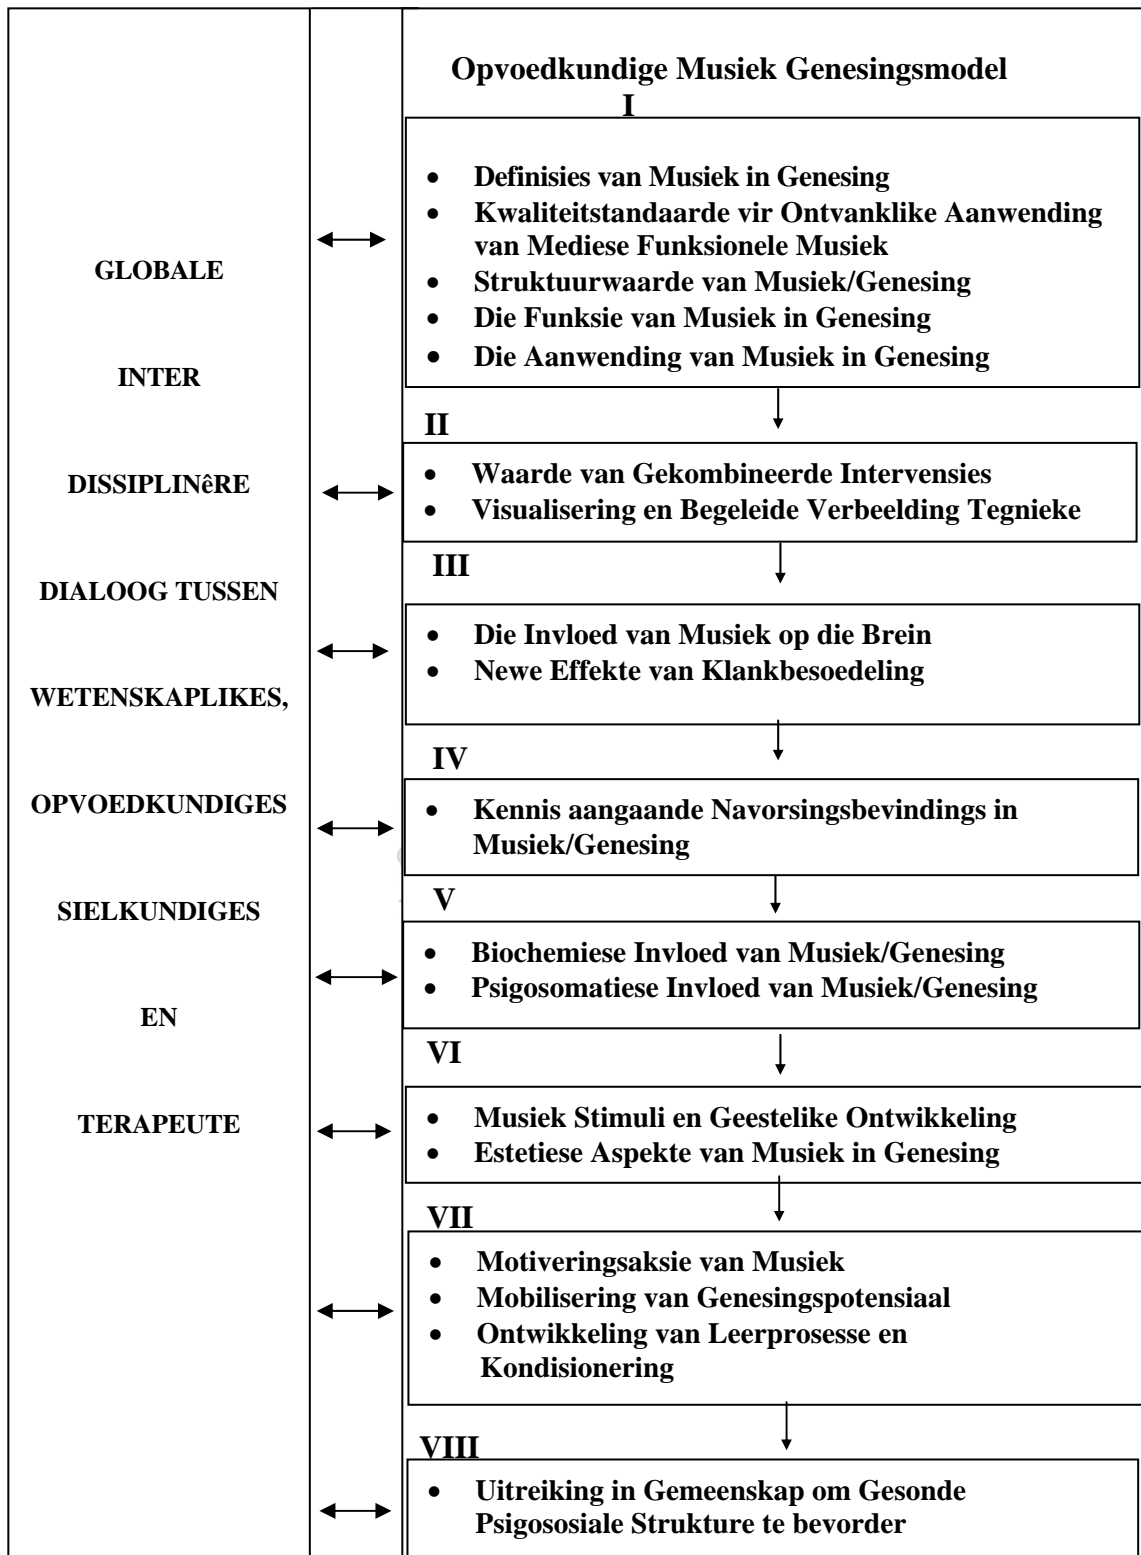 GLOBALE
INTER
DISSIPLINêRE
DIALOOG TUSSEN
WETENSKAPLIKES,
OPVOEDKUNDIGES
SIELKUNDIGES
EN
TERAPEUTE
Opvoedkundige Musiek Genesingsmodel
I
• Definisies van Musiek in Genesing
• Kwaliteitstandaarde vir Ontvanklike Aanwending
van Mediese Funksionele Musiek
• Struktuurwaarde van Musiek/Genesing
• Die Funksie van Musiek in Genesing
• Die Aanwending van Musiek in Genesing
II
• Waarde van Gekombineerde Intervensies
• Visualisering en Begeleide Verbeelding Tegnieke
III
• Die Invloed van Musiek op die Brein
• Newe Effekte van Klankbesoedeling
IV
• Kennis aangaande Navorsingsbevindings in
Musiek/Genesing
V
• Biochemiese Invloed van Musiek/Genesing
• Psigosomatiese Invloed van Musiek/Genesing
VI
• Musiek Stimuli en Geestelike Ontwikkeling
• Estetiese Aspekte van Musiek in Genesing
VII
• Motiveringsaksie van Musiek
• Mobilisering van Genesingspotensiaal
• Ontwikkeling van Leerprosesse en
Kondisionering
VIII
• Uitreiking in Gemeenskap om Gesonde
Psigososiale Strukture te bevorder